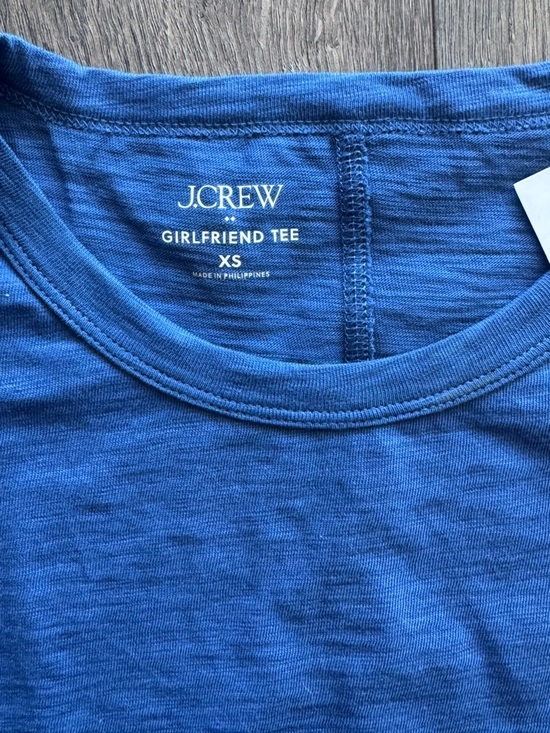 J.CREW
GIRLFRIEND TEE
XS
MADE IN PHILIPPINES